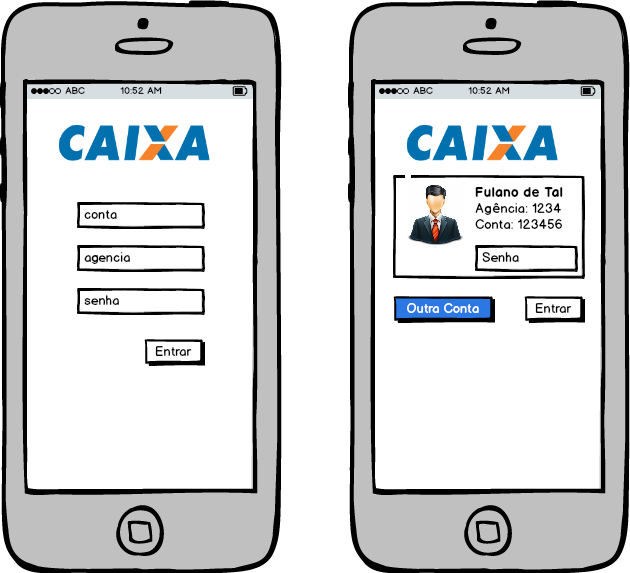 ABC 10:52 AM
CAIXA
conta
agencia
senha
Entrar
ABC 10:52 AM
CAIXA
Fulano de Tal
Agência: 1234
Conta: 123456
Senha
Outra Conta
Entrar